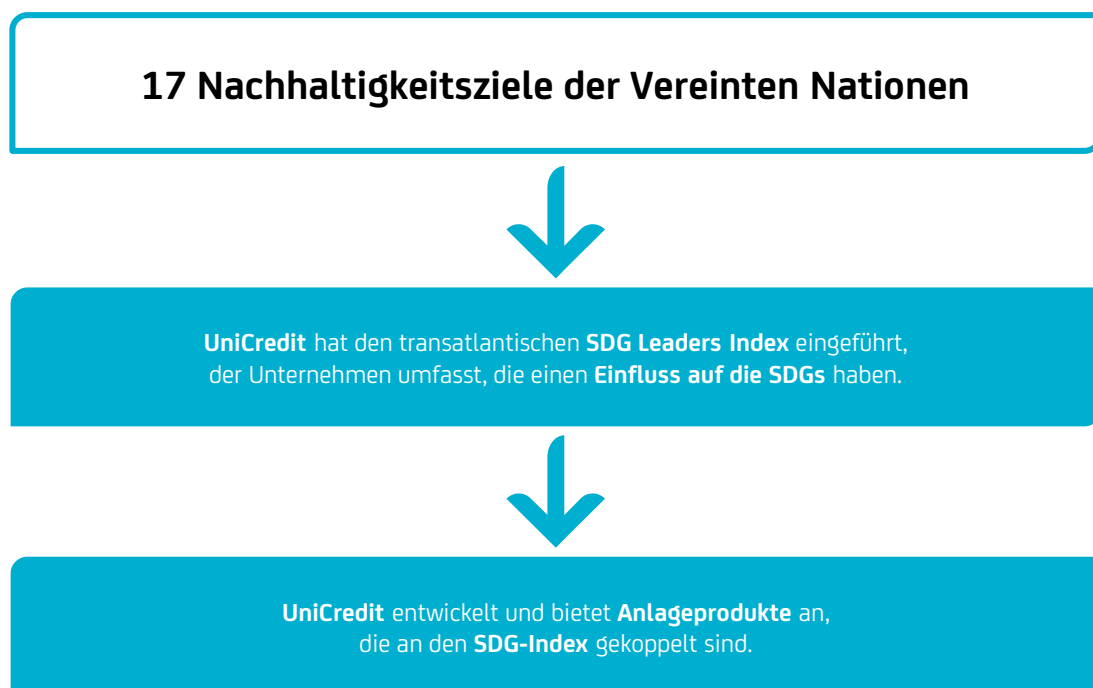 17 Nachhaltigkeitsziele der Vereinten Nationen
UniCredit hat den transatlantischen SDG Leaders Index eingeführt,
der Unternehmen umfasst, die einen Einfluss auf die SDGs haben.
UniCredit entwickelt und bietet Anlageprodukte an,
die an den SDG-Index gekoppelt sind.